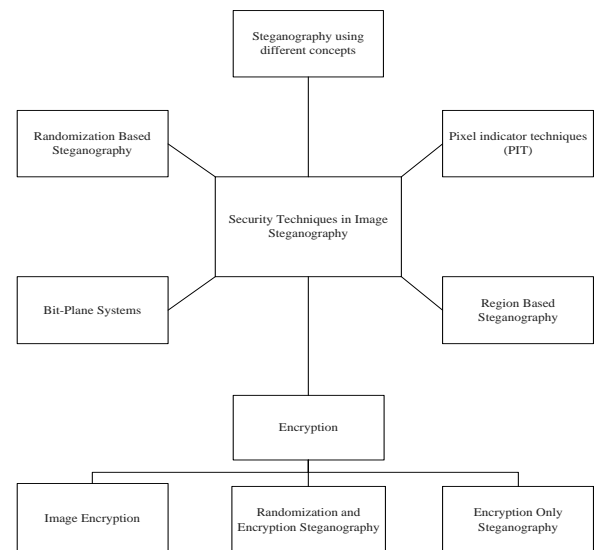 Steganography using
different concepts
Randomization Based
Steganography
Pixel indicator techniques
(PIT)
Security Techniques in Image
Steganography
Bit-Plane Systems
Region Based
Steganography
Encryption
Image Encryption
Randomization and
Encryption Steganography
Encryption Only
Steganography